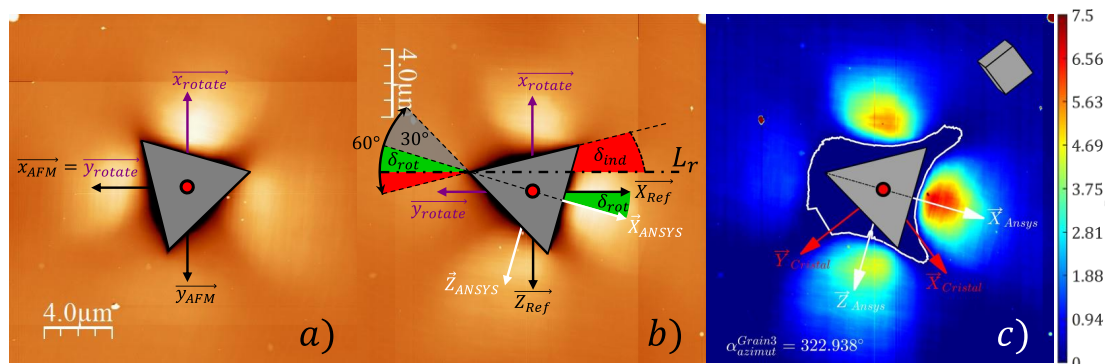 x_rotate
x_AFM = y_rotate
y_AFM
4.0μm
a)
4.0μm
x_rotate
60°
30°
δ_rot
δ_ind
L_r
X_Ref
δ_rot
y_rotate
X_ANSYS
Z_ANSYS
Z_Ref
b)
X_Ansys
Y_Cristal
X_Cristal
Z_Ansys
α_azimut^Grain3 = 322.938°
c)
7.5
6.56
5.63
4.69
3.75
2.81
1.88
0.94
0